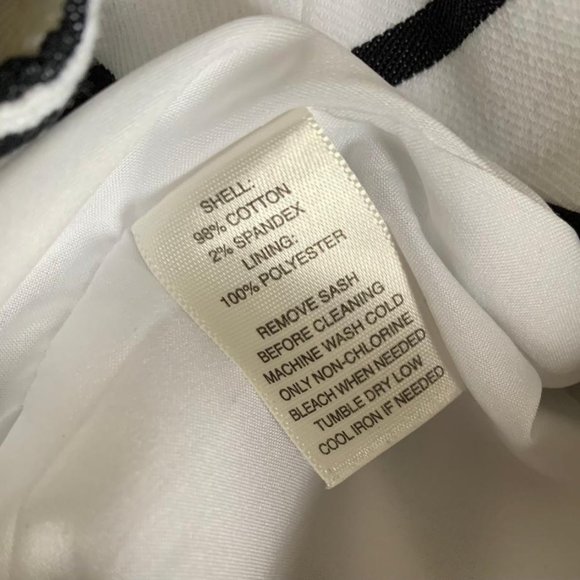 SHELL:
98% COTTON
2% SPANDEX
LINING:
100% POLYESTER
REMOVE SASH
BEFORE CLEANING
MACHINE WASH COLD
ONLY NON-CHLORINE
BLEACH WHEN NEEDED
TUMBLE DRY LOW
COOL IRON IF NEEDED